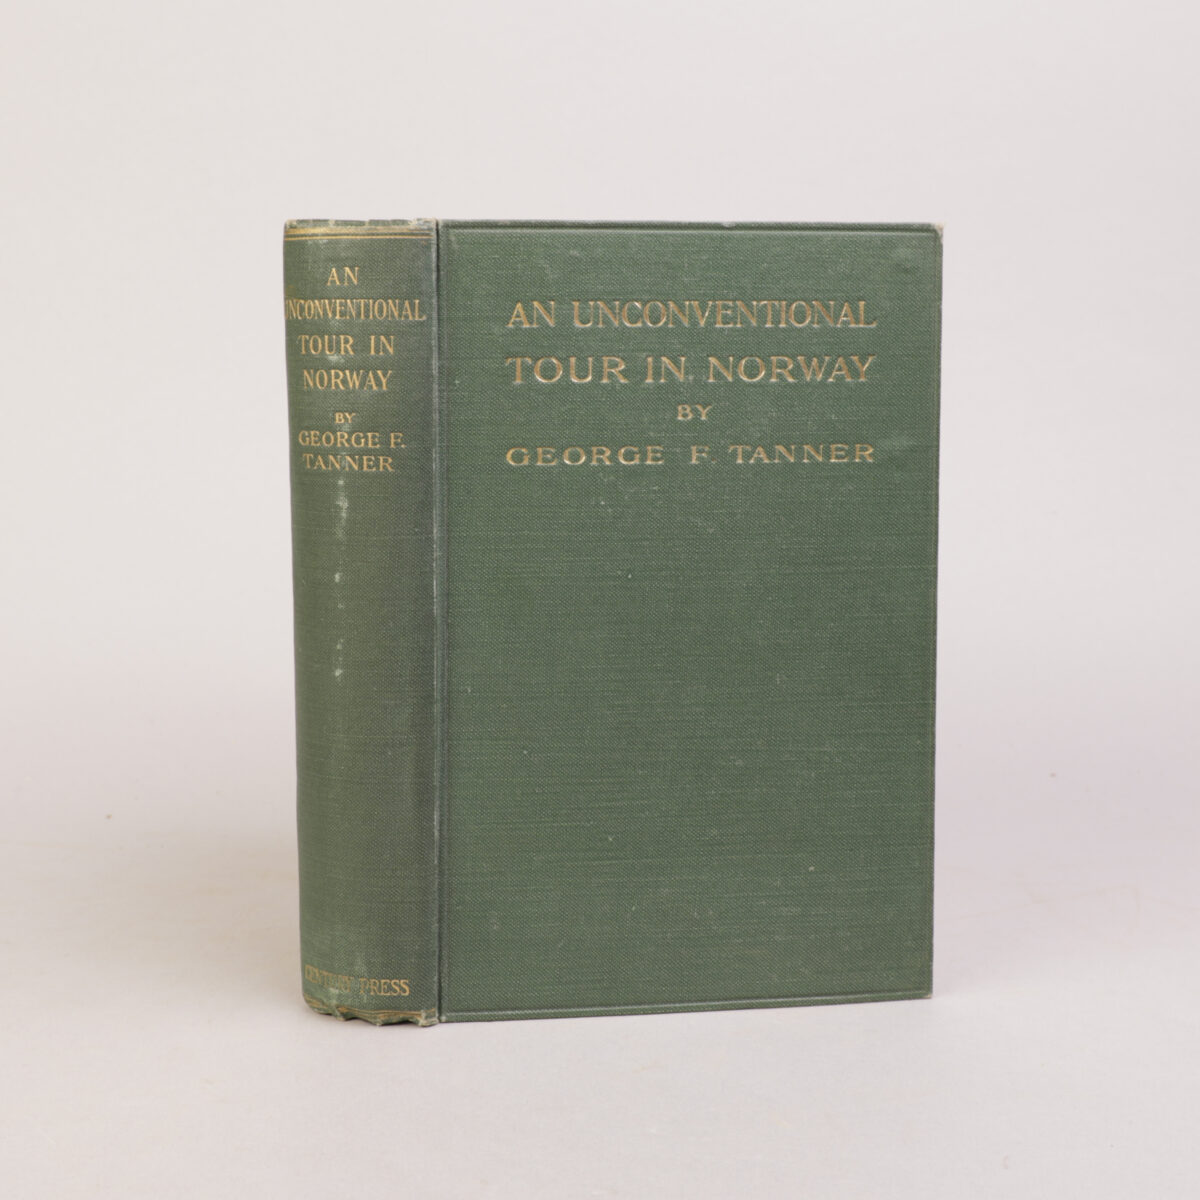 AN
UNCONVENTIONAL
TOUR IN
NORWAY
BY
GEORGE F.
TANNER
CENTURY PRESS
AN UNCONVENTIONAL
TOUR IN NORWAY
BY
GEORGE F. TANNER